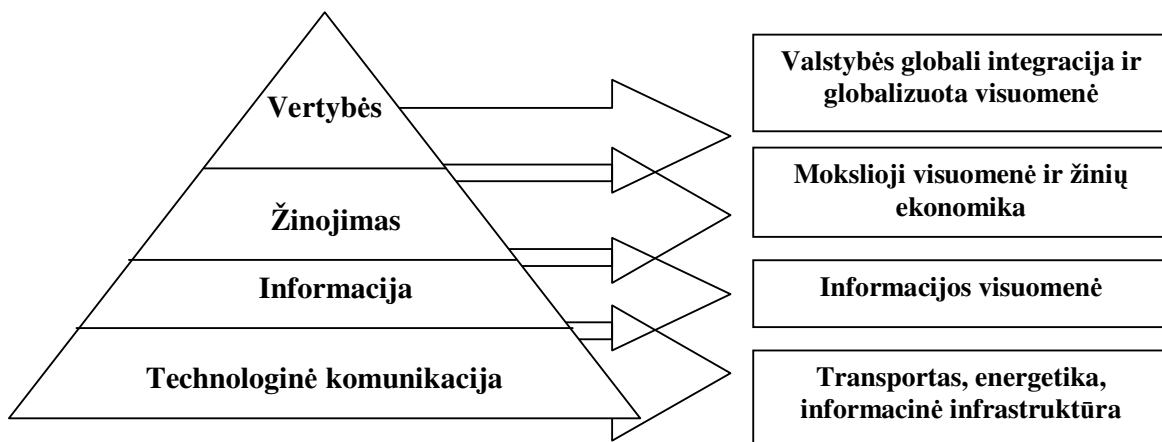 Vertybės
Valstybės globali integracija ir
globalizuota visuomenė
Žinojimas
Mokslioji visuomenė ir žinių
ekonomika
Informacija
Informacijos visuomenė
Technologinė komunikacija
Transportas, energetika,
informacinė infrastruktūra